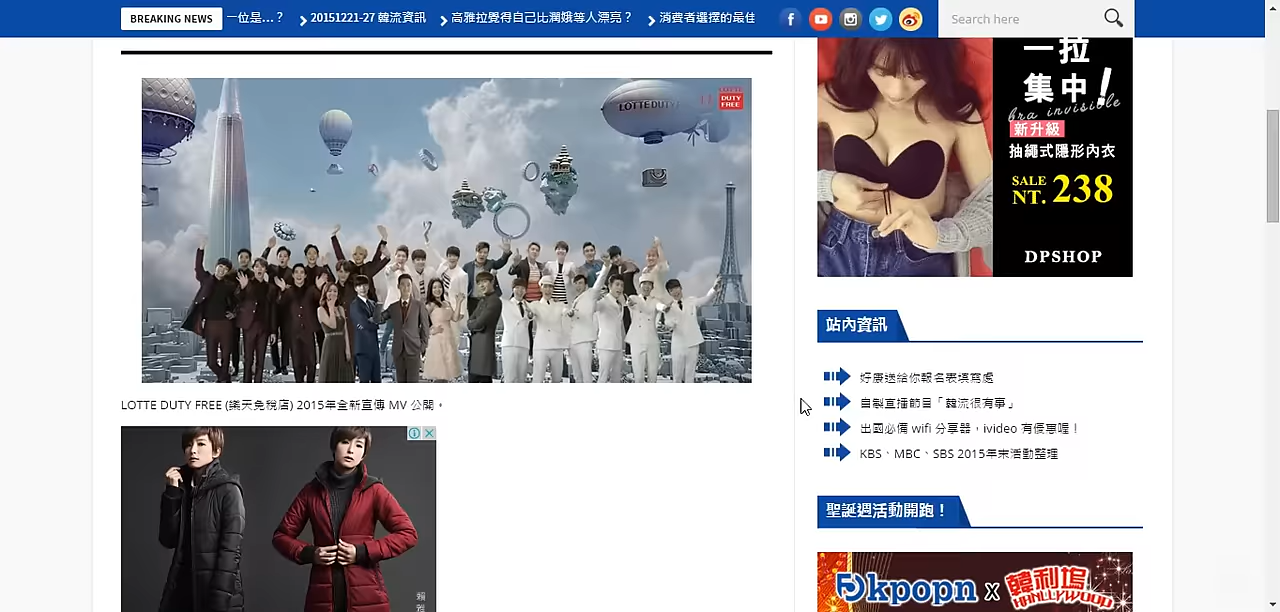 BREAKING NEWS
一位是...？
20151221-27 韓流資訊
高雅拉覺得自己比潤娥等人漂亮？
消費者選擇的最佳
Search here
LOTTE DUTY
LOTTE
DUTY
FREE
一拉
集中！
bra invisible
新升級
抽繩式隱形內衣
SALE
NT. 238
DPSHOP
站內資訊
好康送給你報名表填寫處
自製直播節目「韓流很有事」
出國必備 wifi 分享器，ivideo 有優惠喔！
KBS、MBC、SBS 2015年末活動整理
LOTTE DUTY FREE (樂天免稅店) 2015年全新宣傳 MV 公開。
聖誕週活動開跑！
kpopn x 韓利塢
HANLLYWOOD